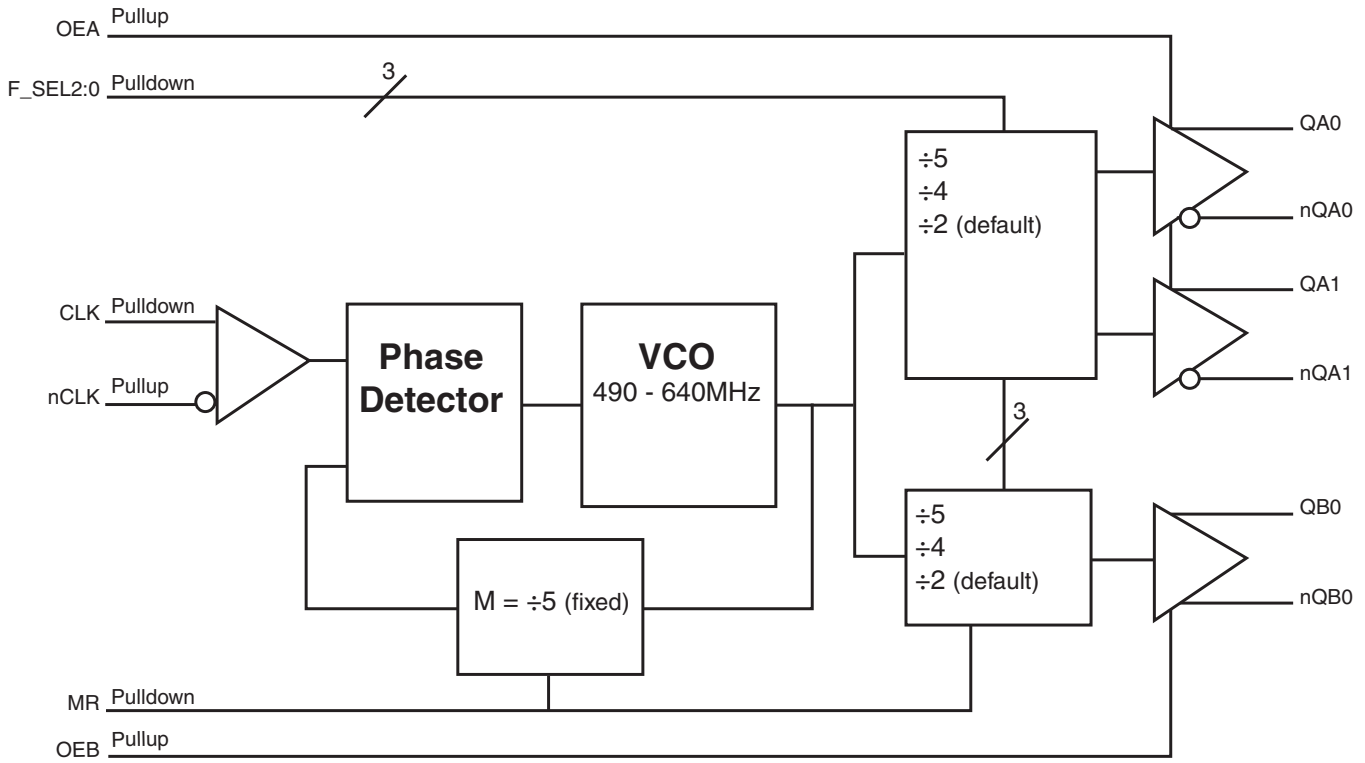 OEA Pullup
F_SEL2:0 Pulldown
3
QA0
÷5
÷4
÷2 (default)
nQA0
QA1
CLK Pulldown
Phase
Detector
VCO
490 - 640MHz
nCLK Pullup
nQA1
3
÷5
÷4
÷2 (default)
QB0
nQB0
M = ÷5 (fixed)
MR Pulldown
OEB Pullup